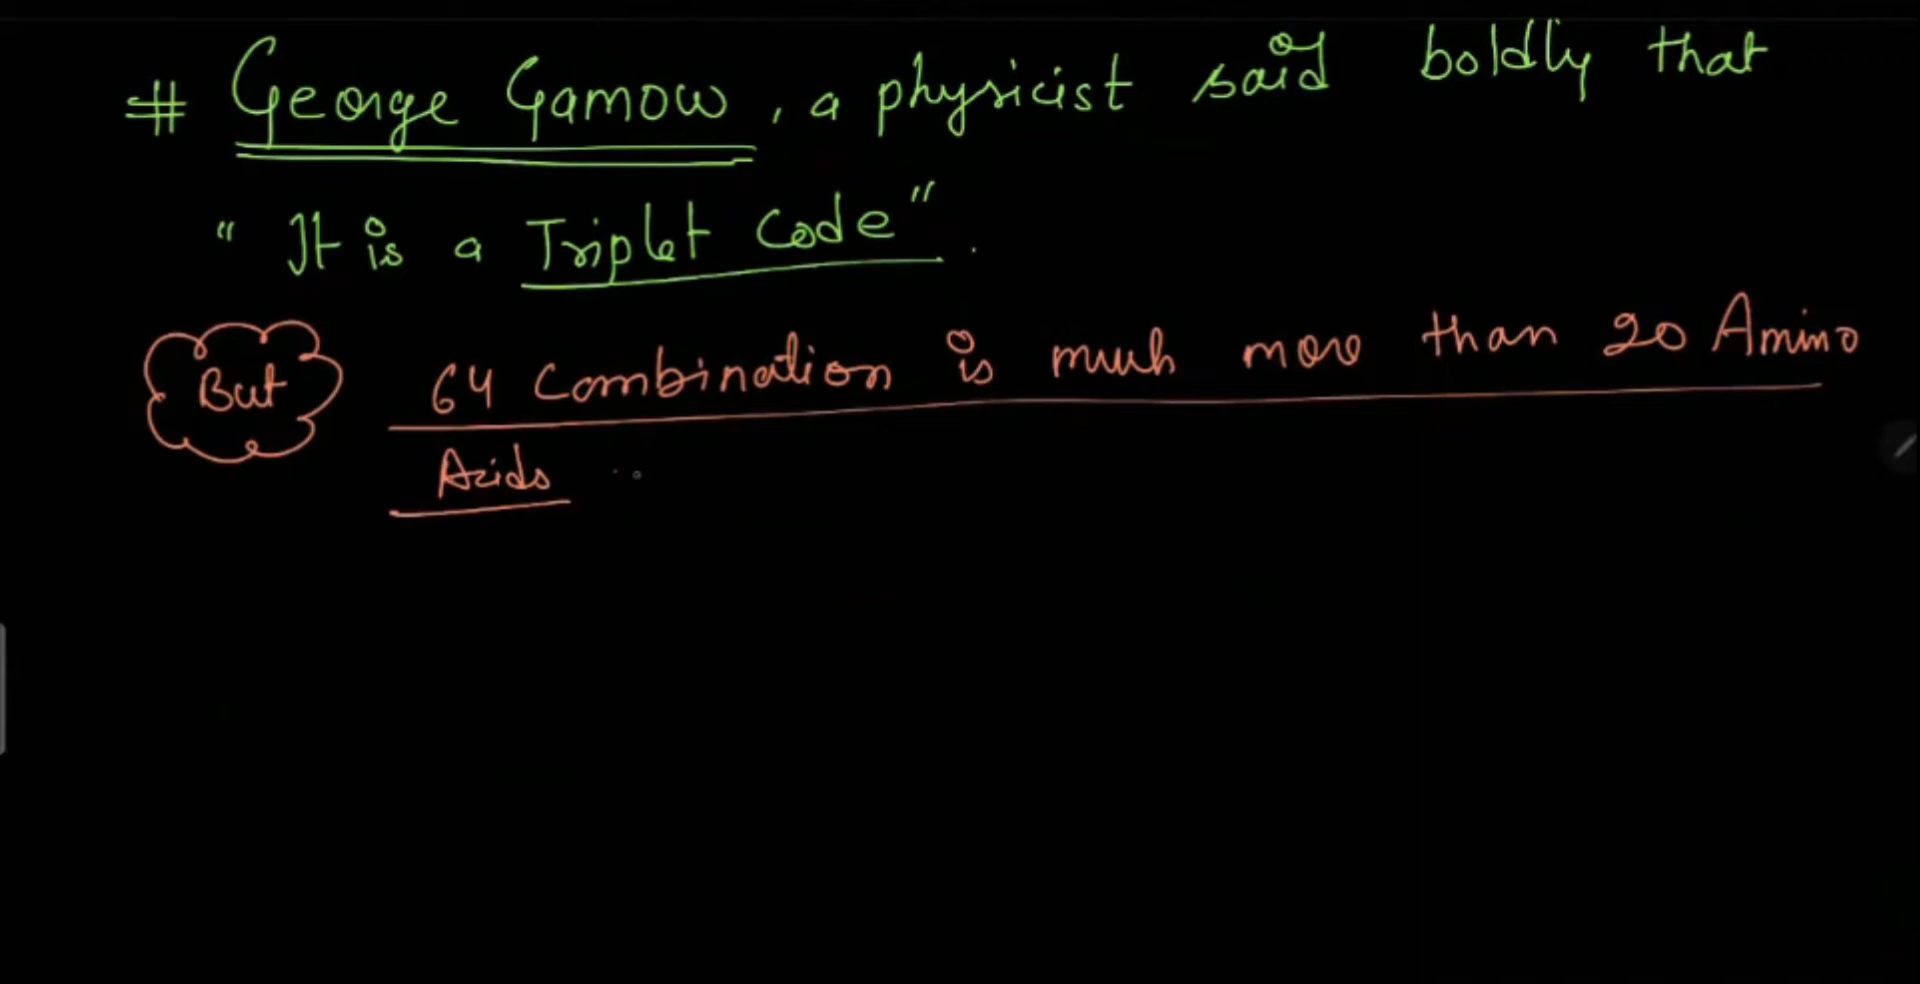 # George Gamow, a physicist said boldly that
" It is a Triplet Code".
But 64 Combination is much more than 20 Amino
Acids